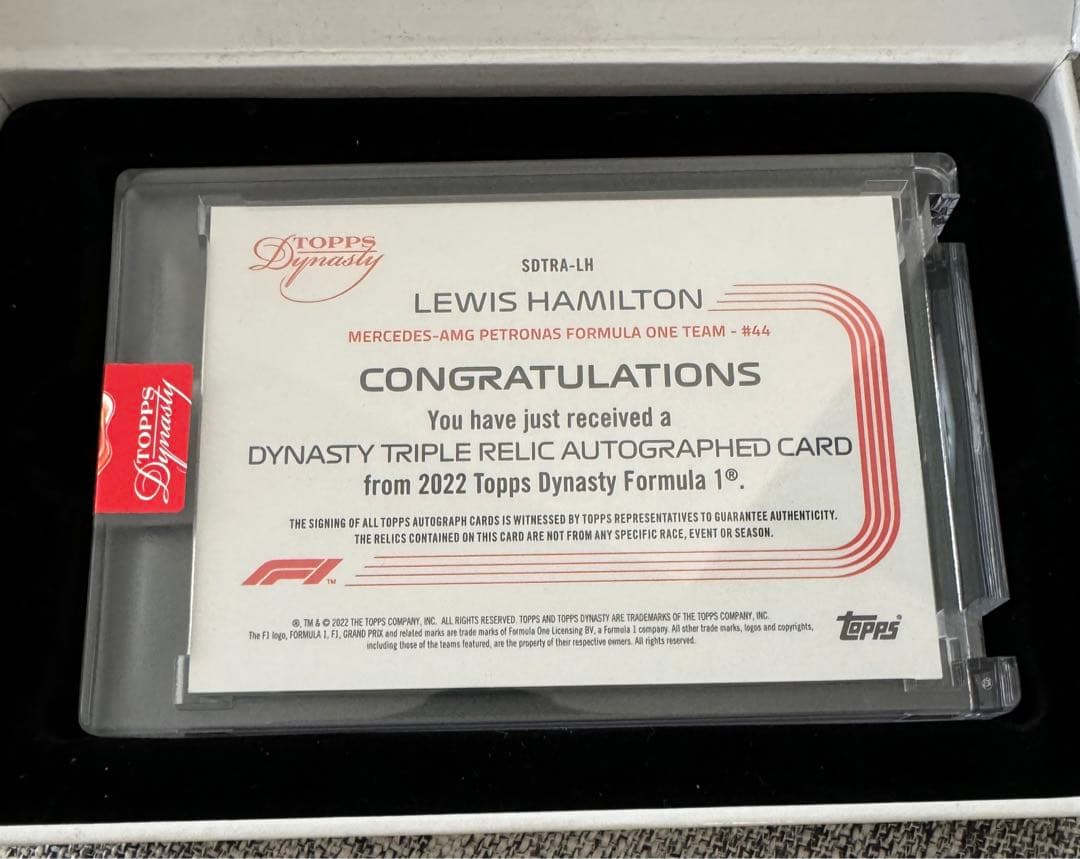 TOPPS
Dynasty
SDTRA-LH
LEWIS HAMILTON
MERCEDES-AMG PETRONAS FORMULA ONE TEAM - #44
CONGRATULATIONS
You have just received a
DYNASTY TRIPLE RELIC AUTOGRAPHED CARD
from 2022 Topps Dynasty Formula 1®.
THE SIGNING OF ALL TOPPS AUTOGRAPH CARDS IS WITNESSED BY TOPPS REPRESENTATIVES TO GUARANTEE AUTHENTICITY.
THE RELICS CONTAINED ON THIS CARD ARE NOT FROM ANY SPECIFIC RACE, EVENT OR SEASON.
F1 TM
®, TM & © 2022 THE TOPPS COMPANY, INC. ALL RIGHTS RESERVED. TOPPS AND TOPPS DYNASTY ARE TRADEMARKS OF THE TOPPS COMPANY, INC.
The F1 logo, FORMULA 1, F1, GRAND PRIX and related marks are trade marks of Formula One Licensing BV, a Formula 1 company. All other trade marks, logos and copyrights,
including those of the teams featured, are the property of their respective owners. All rights reserved.
topps®
TOPPS
Dynasty